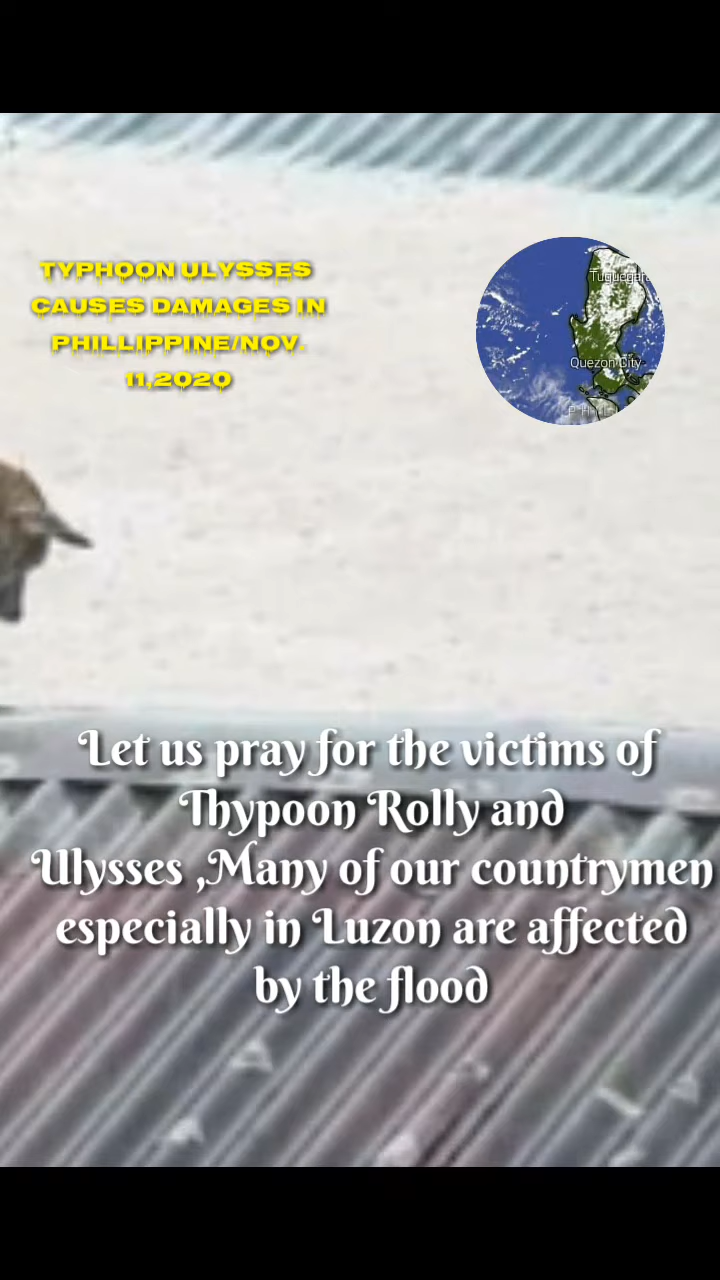 TYPHOON ULYSSES
CAUSES DAMAGES IN
PHILLIPPINE/NOV.
11,2020
Tuguegar
Quezon City
PHIL
Let us pray for the victims of
Thypoon Rolly and
Ulysses ,Many of our countrymen
especially in Luzon are affected
by the flood